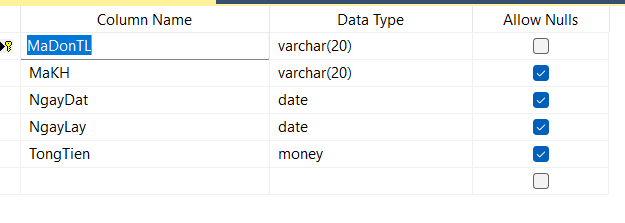 Column Name Data Type Allow Nulls
MaDonTL varchar(20)
MaKH varchar(20)
NgayDat date
NgayLay date
TongTien money